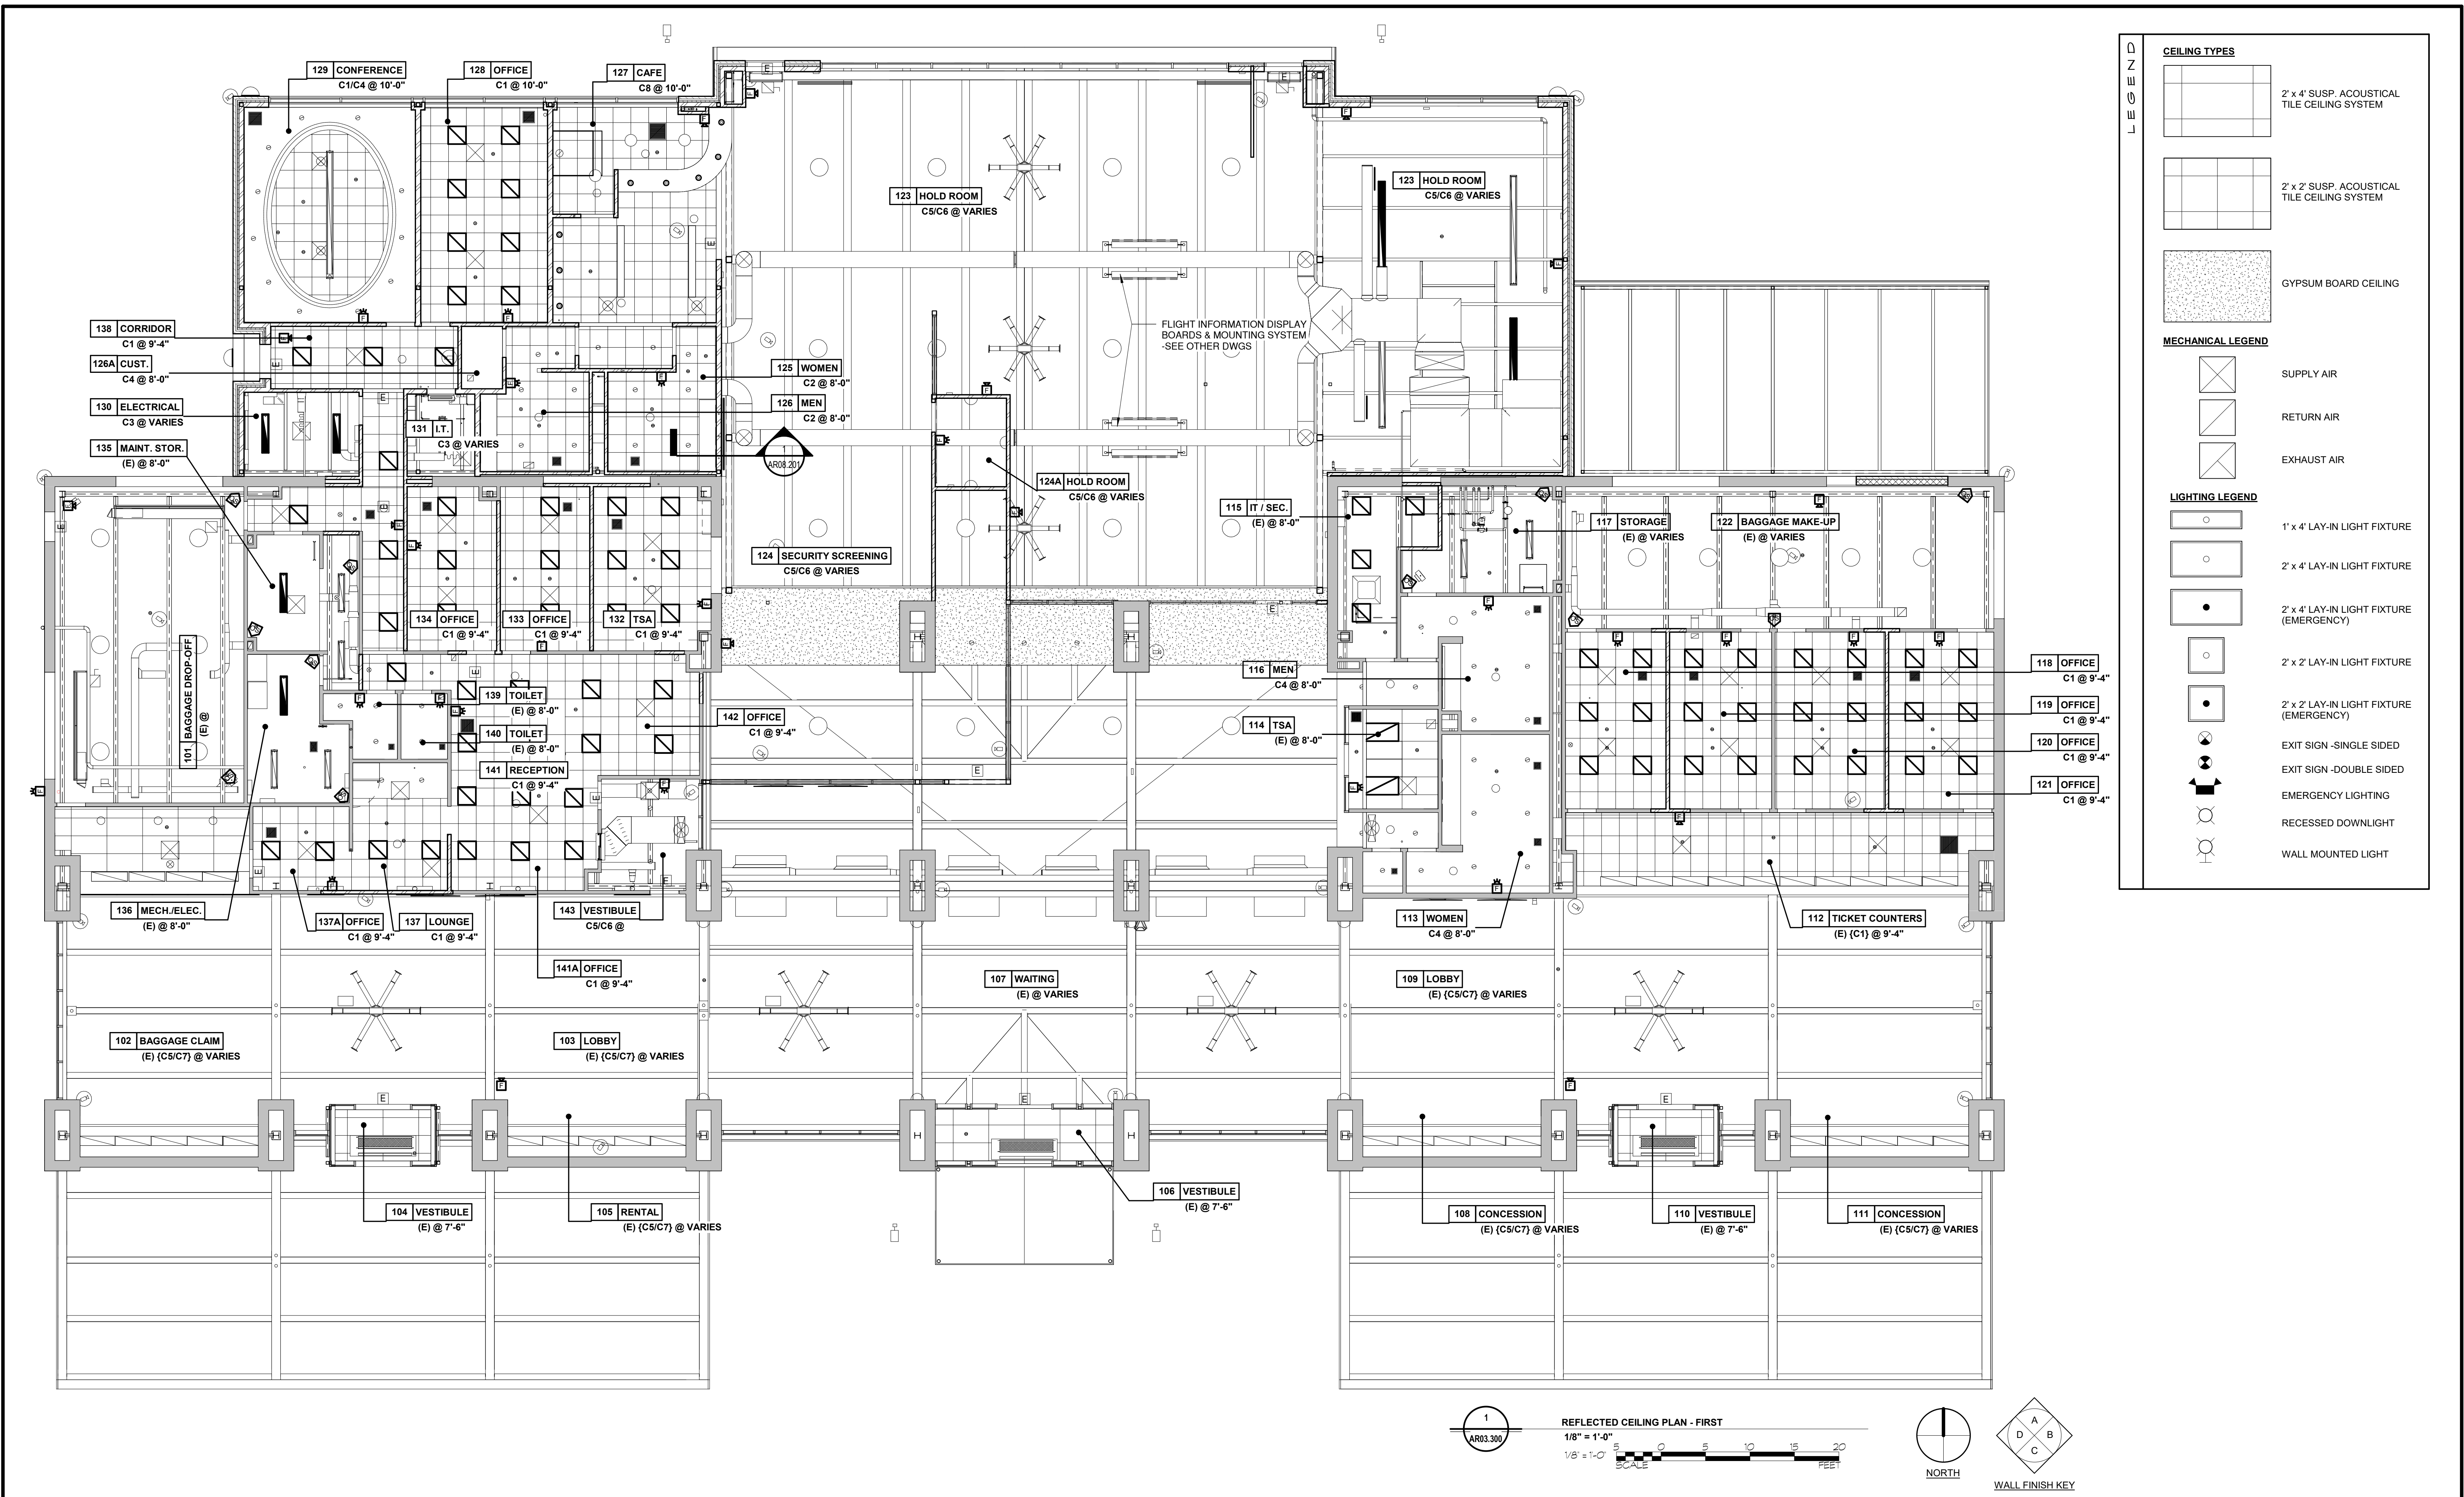 129 CONFERENCE
C1/C4 @ 10'-0"
128 OFFICE
C1 @ 10'-0"
127 CAFE
C8 @ 10'-0"
123 HOLD ROOM
C5/C6 @ VARIES
123 HOLD ROOM
C5/C6 @ VARIES
138 CORRIDOR
C1 @ 9'-4"
126A CUST.
C4 @ 8'-0"
130 ELECTRICAL
C3 @ VARIES
135 MAINT. STOR.
(E) @ 8'-0"
131 I.T.
C3 @ VARIES
125 WOMEN
C2 @ 8'-0"
126 MEN
C2 @ 8'-0"
1
AR08.201
FLIGHT INFORMATION DISPLAY
BOARDS & MOUNTING SYSTEM
-SEE OTHER DWGS
124A HOLD ROOM
C5/C6 @ VARIES
124 SECURITY SCREENING
C5/C6 @ VARIES
115 IT / SEC.
(E) @ 8'-0"
117 STORAGE
(E) @ VARIES
122 BAGGAGE MAKE-UP
(E) @ VARIES
134 OFFICE
C1 @ 9'-4"
133 OFFICE
C1 @ 9'-4"
132 TSA
C1 @ 9'-4"
101 BAGGAGE DROP-OFF
(E) @
139 TOILET
(E) @ 8'-0"
140 TOILET
(E) @ 8'-0"
141 RECEPTION
C1 @ 9'-4"
142 OFFICE
C1 @ 9'-4"
116 MEN
C4 @ 8'-0"
114 TSA
(E) @ 8'-0"
118 OFFICE
C1 @ 9'-4"
119 OFFICE
C1 @ 9'-4"
120 OFFICE
C1 @ 9'-4"
121 OFFICE
C1 @ 9'-4"
136 MECH./ELEC.
(E) @ 8'-0"
137A OFFICE
C1 @ 9'-4"
137 LOUNGE
C1 @ 9'-4"
143 VESTIBULE
C5/C6 @
141A OFFICE
C1 @ 9'-4"
113 WOMEN
C4 @ 8'-0"
112 TICKET COUNTERS
(E) {C1} @ 9'-4"
102 BAGGAGE CLAIM
(E) {C5/C7} @ VARIES
103 LOBBY
(E) {C5/C7} @ VARIES
107 WAITING
(E) @ VARIES
109 LOBBY
(E) {C5/C7} @ VARIES
104 VESTIBULE
(E) @ 7'-6"
105 RENTAL
(E) {C5/C7} @ VARIES
106 VESTIBULE
(E) @ 7'-6"
108 CONCESSION
(E) {C5/C7} @ VARIES
110 VESTIBULE
(E) @ 7'-6"
111 CONCESSION
(E) {C5/C7} @ VARIES
LEGEND
CEILING TYPES
2' x 4' SUSP. ACOUSTICAL
TILE CEILING SYSTEM
2' x 2' SUSP. ACOUSTICAL
TILE CEILING SYSTEM
GYPSUM BOARD CEILING
MECHANICAL LEGEND
SUPPLY AIR
RETURN AIR
EXHAUST AIR
LIGHTING LEGEND
1' x 4' LAY-IN LIGHT FIXTURE
2' x 4' LAY-IN LIGHT FIXTURE
2' x 4' LAY-IN LIGHT FIXTURE
(EMERGENCY)
2' x 2' LAY-IN LIGHT FIXTURE
2' x 2' LAY-IN LIGHT FIXTURE
(EMERGENCY)
EXIT SIGN -SINGLE SIDED
EXIT SIGN -DOUBLE SIDED
EMERGENCY LIGHTING
RECESSED DOWNLIGHT
WALL MOUNTED LIGHT
1
AR03.300
REFLECTED CEILING PLAN - FIRST
1/8" = 1'-0"
1/8" = 1'-0"
5 0 5 10 15 20
SCALE FEET
NORTH
A
D B
C
WALL FINISH KEY